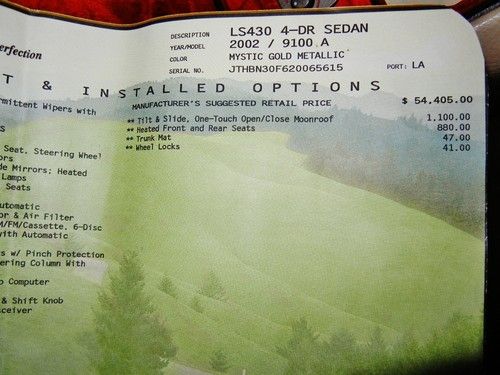 DESCRIPTION LS430 4-DR SEDAN
YEAR/MODEL 2002 / 9100 A
COLOR MYSTIC GOLD METALLIC
SERIAL NO. JTHBN30F620065615 PORT: LA
erfection
T & INSTALLED OPTIONS
MANUFACTURER'S SUGGESTED RETAIL PRICE $ 54,405.00
** Tilt & Slide, One-Touch Open/Close Moonroof 1,100.00
** Heated Front and Rear Seats 880.00
** Trunk Mat 47.00
** Wheel Locks 41.00
rmittent Wipers with
s
Seat, Steering Wheel
ors
de Mirrors; Heated
Lamps
Seats
utomatic
or & Air Filter
M/FM/Cassette, 6-Disc
with Automatic
s w/ Pinch Protection
ering Column With
p Computer
& Shift Knob
ceiver